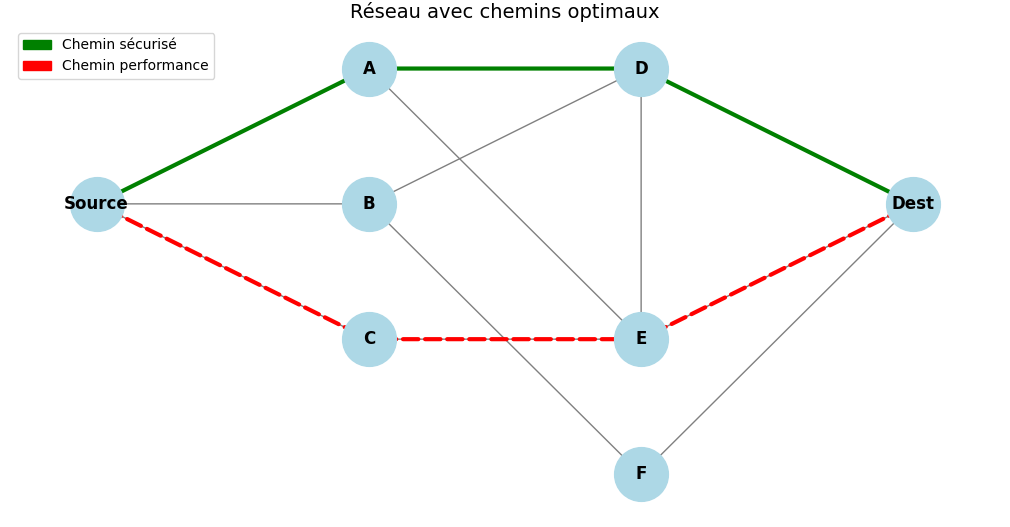 Réseau avec chemins optimaux
Chemin sécurisé
Chemin performance
A
D
Source
B
Dest
C
E
F